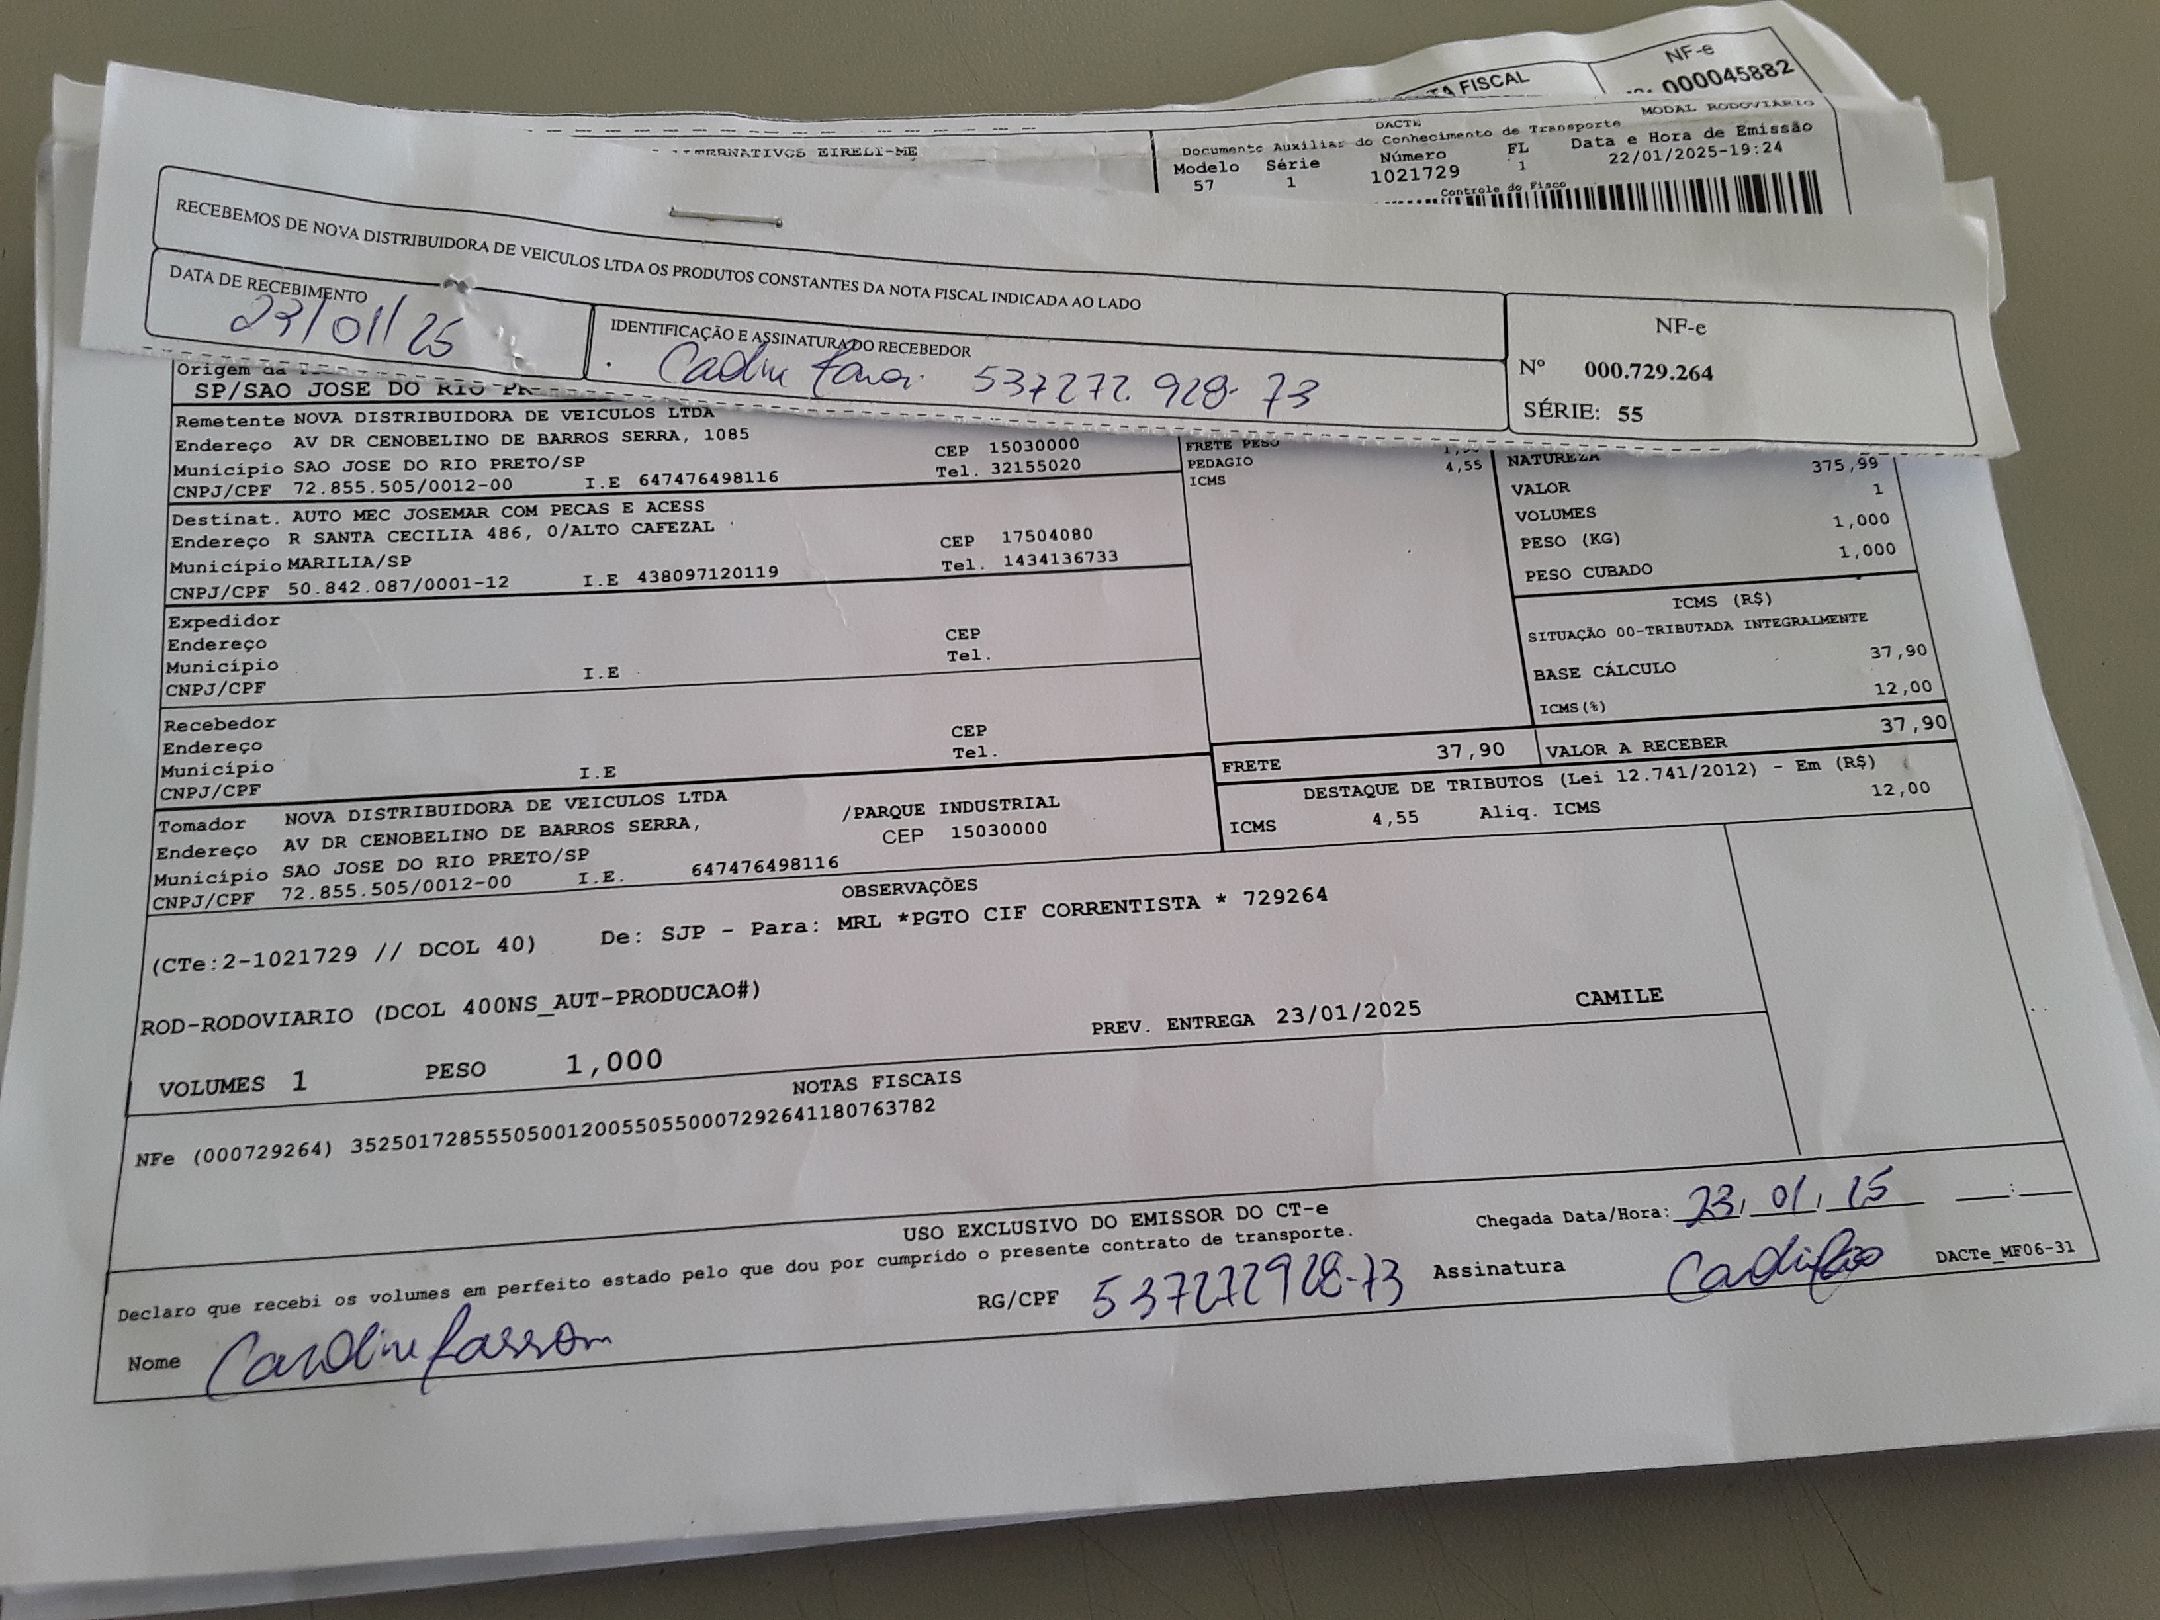 NF-e
FISCAL
000045882
DACTE
MODAL RODOVIÁRIO
Documento Auxiliar do Conhecimento de Transporte
Modelo Série Número FL Data e Hora de Emissão
57 1 1021729 1 22/01/2025-19:24
Controle do Fisco
EIRELI-ME
RECEBEMOS DE NOVA DISTRIBUIDORA DE VEICULOS LTDA OS PRODUTOS CONSTANTES DA NOTA FISCAL INDICADA AO LADO
DATA DE RECEBIMENTO
23/01/25
IDENTIFICAÇÃO E ASSINATURA DO RECEBEDOR
537272.928-73
NF-e
Nº 000.729.264
SÉRIE: 55
Origem da
SP/SAO JOSE DO RIO
Remetente NOVA DISTRIBUIDORA DE VEICULOS LTDA
Endereço AV DR CENOBELINO DE BARROS SERRA, 1085 CEP 15030000
Município SAO JOSE DO RIO PRETO/SP Tel. 32155020
CNPJ/CPF 72.855.505/0012-00 I.E 647476498116
Destinat. AUTO MEC JOSEMAR COM PECAS E ACESS
Endereço R SANTA CECILIA 486, 0/ALTO CAFEZAL CEP 17504080
Município MARILIA/SP Tel. 1434136733
CNPJ/CPF 50.842.087/0001-12 I.E 438097120119
Expedidor
Endereço CEP
Município Tel.
CNPJ/CPF I.E
Recebedor
Endereço CEP
Município Tel.
CNPJ/CPF I.E
Tomador NOVA DISTRIBUIDORA DE VEICULOS LTDA
Endereço AV DR CENOBELINO DE BARROS SERRA, /PARQUE INDUSTRIAL
Município SAO JOSE DO RIO PRETO/SP CEP 15030000
CNPJ/CPF 72.855.505/0012-00 I.E. 647476498116
FRETE PESO
PEDAGIO 4,55
ICMS
NATUREZA
VALOR 375,99
VOLUMES 1
PESO (KG) 1,000
PESO CUBADO 1,000
ICMS (R$)
SITUAÇÃO 00-TRIBUTADA INTEGRALMENTE
BASE CÁLCULO 37,90
ICMS(%) 12,00
FRETE 37,90 VALOR A RECEBER 37,90
DESTAQUE DE TRIBUTOS (Lei 12.741/2012) - Em (R$)
ICMS 4,55 Aliq. ICMS 12,00
OBSERVAÇÕES
(CTe:2-1021729 // DCOL 40) De: SJP - Para: MRL *PGTO CIF CORRENTISTA * 729264
ROD-RODOVIARIO (DCOL 400NS_AUT-PRODUCAO#)
PREV. ENTREGA 23/01/2025 CAMILE
VOLUMES 1 PESO 1,000
NOTAS FISCAIS
NFe (000729264) 35250172855505001200550550007292641180763782
USO EXCLUSIVO DO EMISSOR DO CT-e
Declaro que recebi os volumes em perfeito estado pelo que dou por cumprido o presente contrato de transporte.
Chegada Data/Hora: 23/01/25 __:__
Nome Caroline
RG/CPF 537272928-73
Assinatura
DACTe_MF06-31